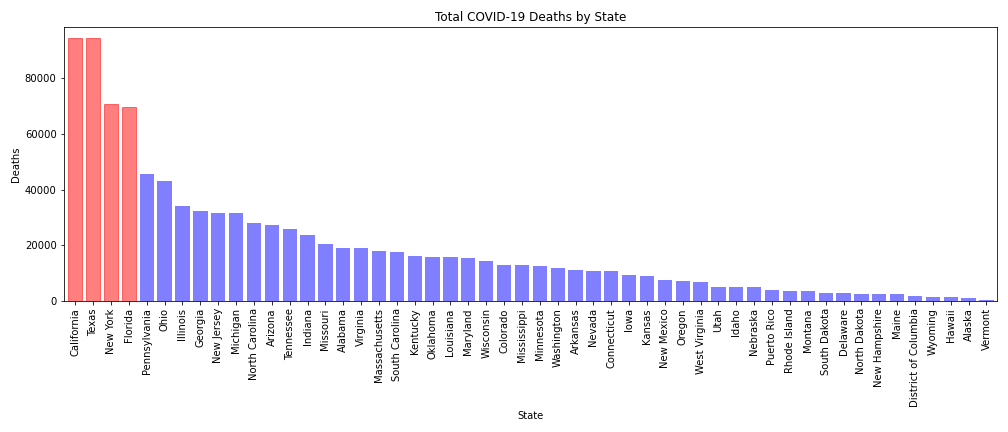 Total COVID-19 Deaths by State
Deaths
80000
60000
40000
20000
0
California
Texas
New York
Florida
Pennsylvania
Ohio
Illinois
Georgia
New Jersey
Michigan
North Carolina
Arizona
Tennessee
Indiana
Missouri
Alabama
Virginia
Massachusetts
South Carolina
Kentucky
Oklahoma
Louisiana
Maryland
Wisconsin
Colorado
Mississippi
Minnesota
Washington
Arkansas
Nevada
Connecticut
Iowa
Kansas
New Mexico
Oregon
West Virginia
Utah
Idaho
Nebraska
Puerto Rico
Rhode Island
Montana
South Dakota
Delaware
North Dakota
New Hampshire
Maine
District of Columbia
Wyoming
Hawaii
Alaska
Vermont
State